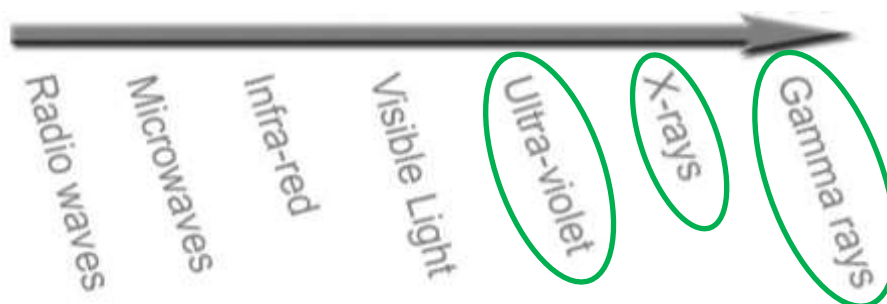 Radio waves
Microwaves
Infra-red
Visible Light
Ultra-violet
X-rays
Gamma rays